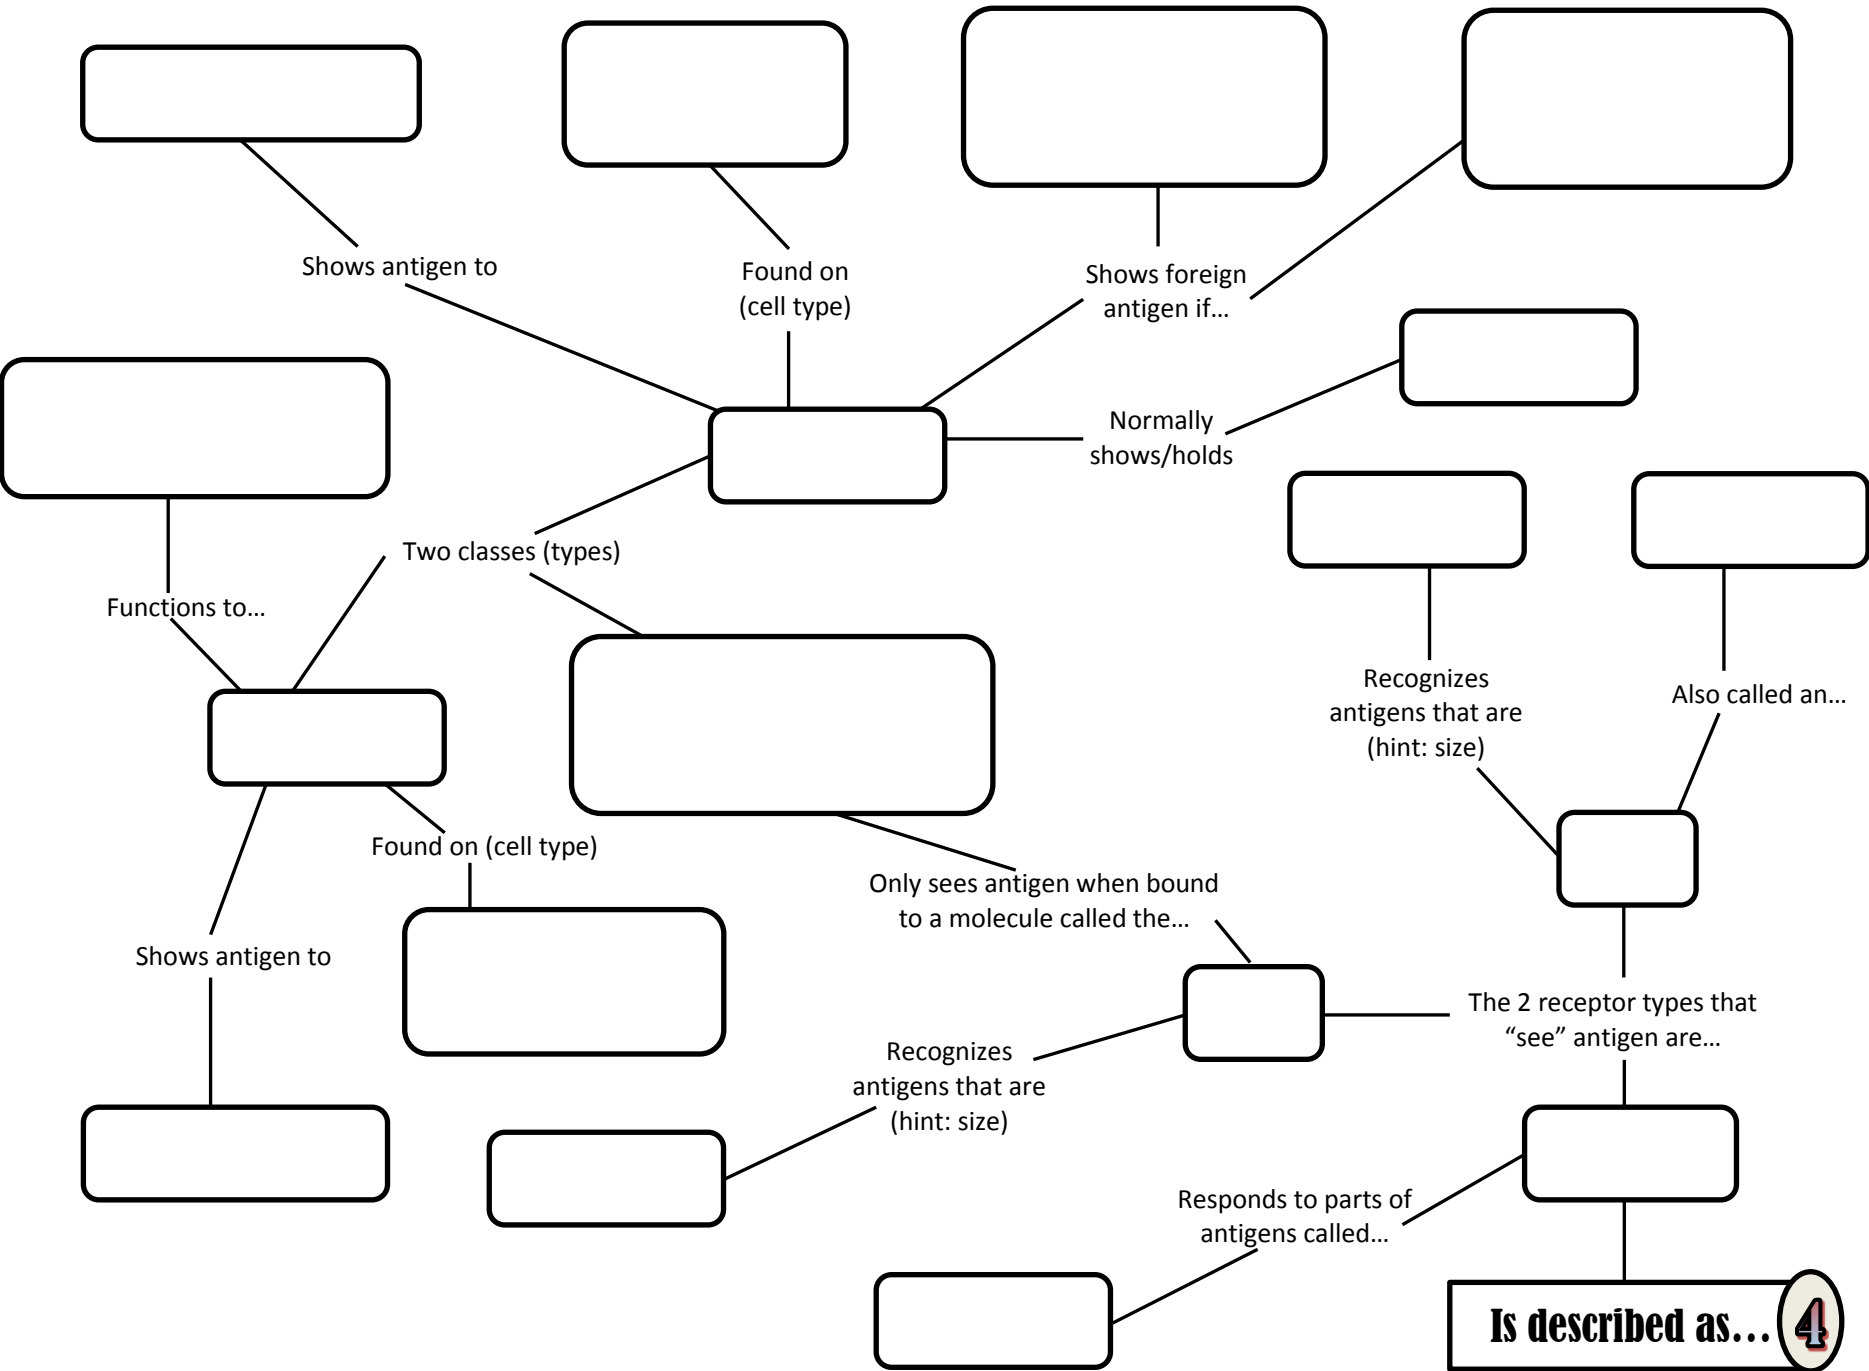 Shows antigen to
Found on
(cell type)
Shows foreign
antigen if…
Normally
shows/holds
Two classes (types)
Functions to…
Recognizes
antigens that are
(hint: size)
Also called an…
Found on (cell type)
Only sees antigen when bound
to a molecule called the…
Shows antigen to
The 2 receptor types that
“see” antigen are…
Recognizes
antigens that are
(hint: size)
Responds to parts of
antigens called…
Is described as… 4